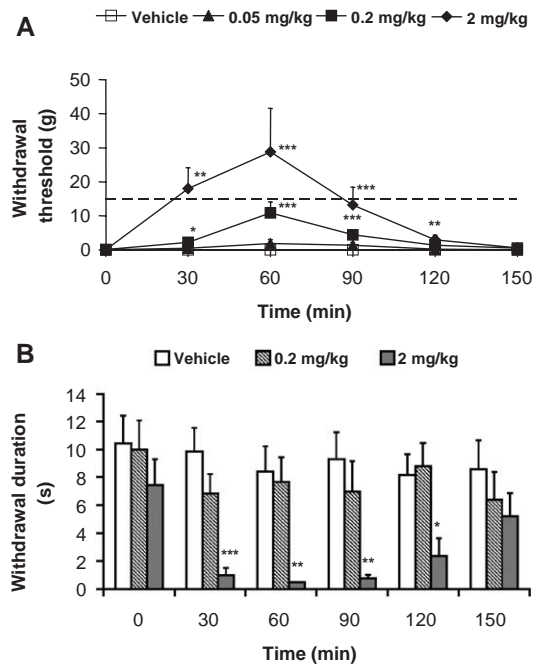 A
Vehicle 0.05 mg/kg 0.2 mg/kg 2 mg/kg
Withdrawal
threshold (g)
50
40
30
20
10
0
** *** *** * *** *** **
0 30 60 90 120 150
Time (min)
B
Vehicle 0.2 mg/kg 2 mg/kg
Withdrawal duration
(s)
14
12
10
8
6
4
2
0
*** ** ** *
0 30 60 90 120 150
Time (min)